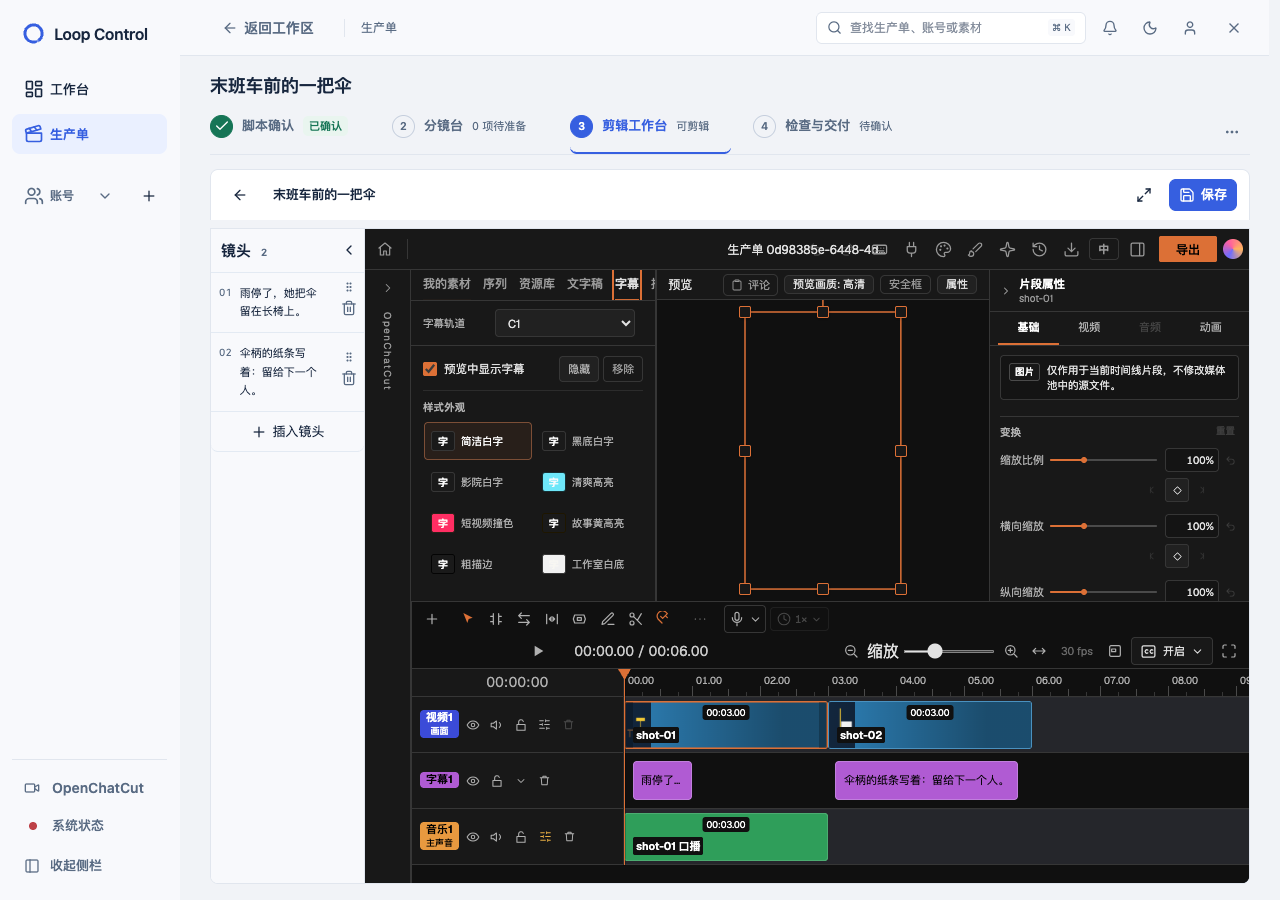 Loop Control
工作台
生产单
账号
OpenChatCut
系统状态
收起侧栏
返回工作区
生产单
查找生产单、账号或素材
⌘ K
末班车前的一把伞
脚本确认 已确认
2 分镜台 0 项待准备
3 剪辑工作台 可剪辑
4 检查与交付 待确认
末班车前的一把伞
保存
镜头 2
01 雨停了，她把伞
留在长椅上。
02 伞柄的纸条写
着：留给下一个
人。
插入镜头
生产单 0d98385e-6448-4
中
导出
OpenChatCut
我的素材 序列 资源库 文字稿 字幕
字幕轨道 C1
预览中显示字幕 隐藏 移除
样式外观
字 简洁白字
字 黑底白字
字 影院白字
字 清爽高亮
字 短视频撞色
字 故事黄高亮
字 粗描边
工作室白底
预览 评论 预览画质: 高清 安全框 属性
片段属性
shot-01
基础 视频 音频 动画
图片 仅作用于当前时间线片段，不修改媒体
池中的源文件。
变换 重置
缩放比例 100%
横向缩放 100%
纵向缩放 100%
1×
00:00.00 / 00:06.00
缩放
30 fps
开启
00:00:00
00.00 01.00 02.00 03.00 04.00 05.00 06.00 07.00 08.00 09
视频1
画面
00:03.00
shot-01
00:03.00
shot-02
字幕1
雨停了...
伞柄的纸条写着：留给下一个人。
音乐1
主声音
00:03.00
shot-01 口播